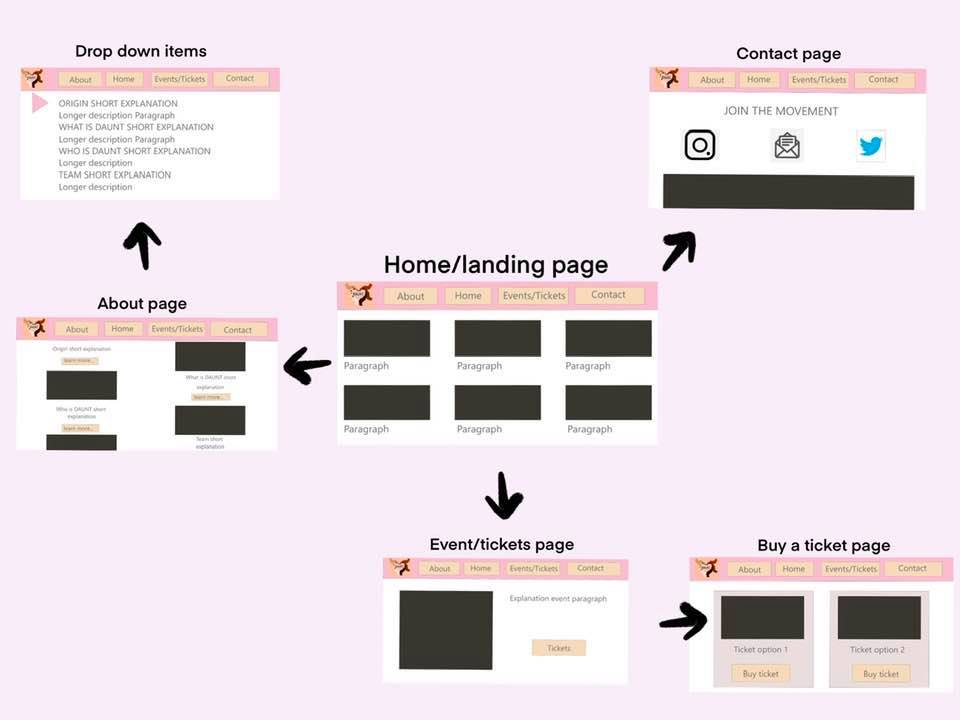 Drop down items
About Home Events/Tickets Contact
ORIGIN SHORT EXPLANATION
Longer description Paragraph
WHAT IS DAUNT SHORT EXPLANATION
Longer description Paragraph
WHO IS DAUNT SHORT EXPLANATION
Longer description
TEAM SHORT EXPLANATION
Longer description
Contact page
About Home Events/Tickets Contact
JOIN THE MOVEMENT
Home/landing page
About Home Events/Tickets Contact
Paragraph Paragraph Paragraph
Paragraph Paragraph Paragraph
About page
About Home Events/Tickets Contact
Origin short explanation
learn more...
What is DAUNT short
explanation
learn more...
Who is DAUNT short
explanation
learn more...
Team short
explanation
Event/tickets page
About Home Events/Tickets Contact
Explanation event paragraph
Tickets
Buy a ticket page
About Home Events/Tickets Contact
Ticket option 1 Ticket option 2
Buy ticket Buy ticket